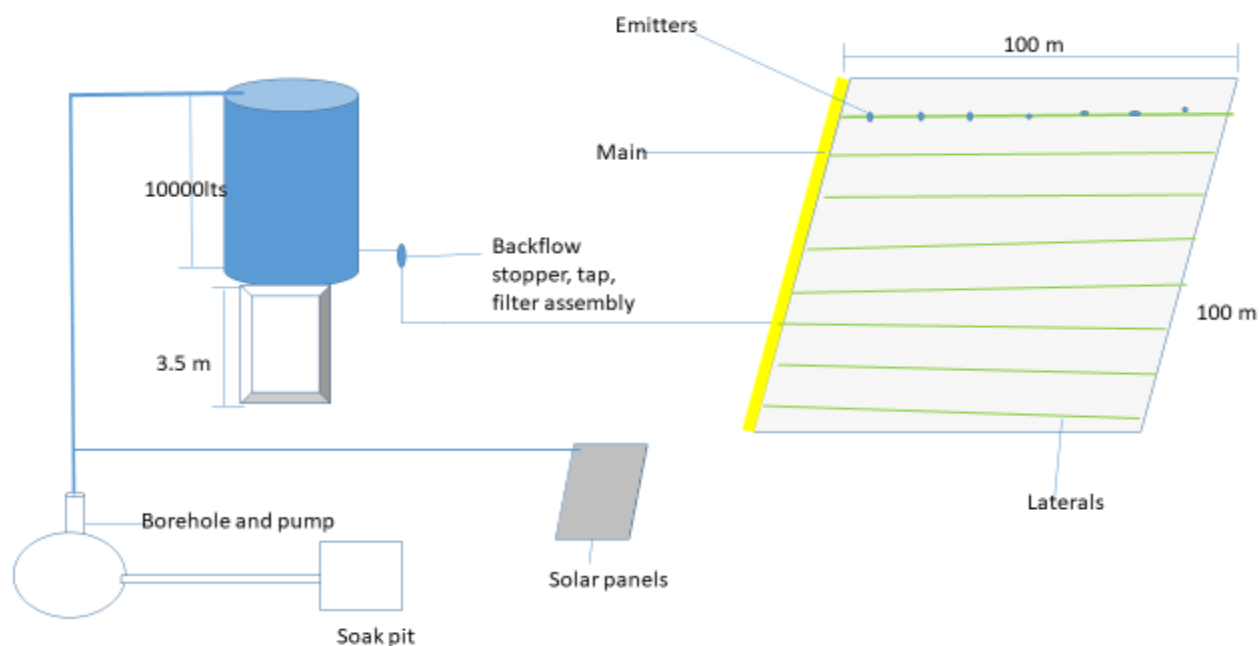 Emitters
100 m
Main
10000lts
Backflow
stopper, tap,
filter assembly
100 m
3.5 m
Laterals
Borehole and pump
Solar panels
Soak pit